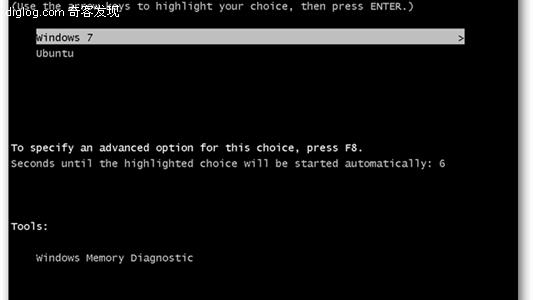 (Use the arrow keys to highlight your choice, then press ENTER.)
diglog.com 奇客发现
Windows 7 >
Ubuntu
To specify an advanced option for this choice, press F8.
Seconds until the highlighted choice will be started automatically: 6
Tools:
Windows Memory Diagnostic